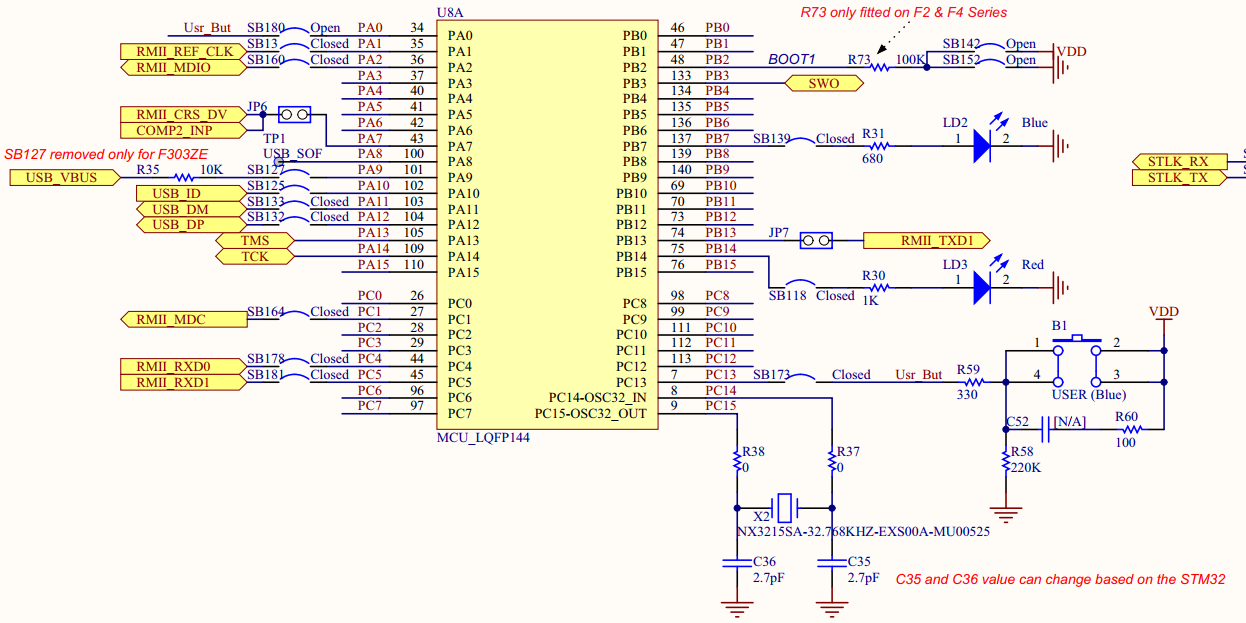 R73 only fitted on F2 & F4 Series
U8A
Usr_But SB180 Open PA0 34 PA0 PB0 46 PB0
RMII_REF_CLK SB13 Closed PA1 35 PA1 PB1 47 PB1 SB142 Open VDD
RMII_MDIO SB160 Closed PA2 36 PA2 PB2 48 PB2 BOOT1 R73 100K SB152 Open
PA3 37 PA3 PB3 133 PB3 SWO
PA4 40 PA4 PB4 134 PB4
RMII_CRS_DV JP6 PA5 41 PA5 PB5 135 PB5
COMP2_INP PA6 42 PA6 PB6 136 PB6 LD2 Blue
TP1 PA7 43 PA7 PB7 137 PB7 SB139 Closed R31 680 1 2
SB127 removed only for F303ZE
USB_SOF PA8 100 PA8 PB8 139 PB8 STLK_RX
USB_VBUS R35 10K SB127 PA9 101 PA9 PB9 140 PB9 STLK_TX
USB_ID SB125 PA10 102 PA10 PB10 69 PB10
USB_DM SB133 Closed PA11 103 PA11 PB11 70 PB11
USB_DP SB132 Closed PA12 104 PA12 PB12 73 PB12
TMS PA13 105 PA13 PB13 74 PB13 JP7 RMII_TXD1
TCK PA14 109 PA14 PB14 75 PB14
PA15 110 PA15 PB15 76 PB15 LD3 Red
SB118 Closed R30 1K 1 2
PC0 26 PC0 PC8 98 PC8
RMII_MDC SB164 Closed PC1 27 PC1 PC9 99 PC9 VDD
PC2 28 PC2 PC10 111 PC10 B1
PC3 29 PC3 PC11 112 PC11 1 2
RMII_RXD0 SB178 Closed PC4 44 PC4 PC12 113 PC12
RMII_RXD1 SB181 Closed PC5 45 PC5 PC13 7 PC13 SB173 Closed Usr_But R59 330 4 3
PC6 96 PC6 PC14-OSC32_IN 8 PC14 USER (Blue)
PC7 97 PC7 PC15-OSC32_OUT 9 PC15
MCU_LQFP144 C52 [N/A] R60 100
R38 0 R37 0 R58 220K
X2
NX3215SA-32.768KHZ-EXS00A-MU00525
C36 2.7pF C35 2.7pF
C35 and C36 value can change based on the STM32